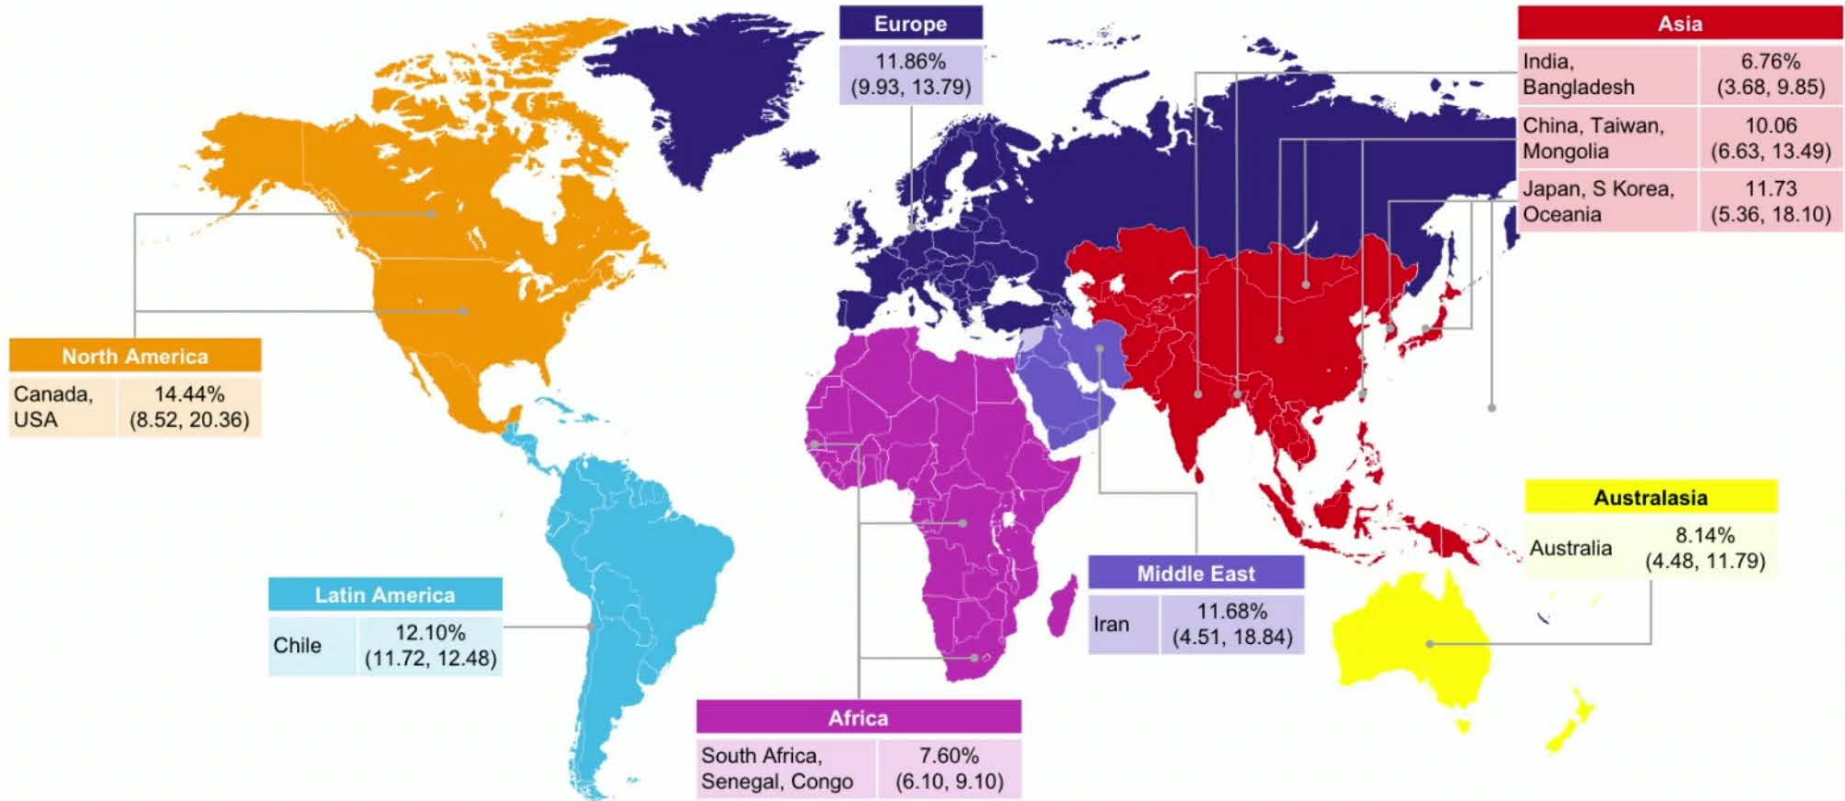 Europe
11.86%
(9.93, 13.79)
Asia
India,
Bangladesh
6.76%
(3.68, 9.85)
China, Taiwan,
Mongolia
10.06
(6.63, 13.49)
Japan, S Korea,
Oceania
11.73
(5.36, 18.10)
North America
Canada,
USA
14.44%
(8.52, 20.36)
Australasia
Australia
8.14%
(4.48, 11.79)
Middle East
Iran
11.68%
(4.51, 18.84)
Latin America
Chile
12.10%
(11.72, 12.48)
Africa
South Africa,
Senegal, Congo
7.60%
(6.10, 9.10)